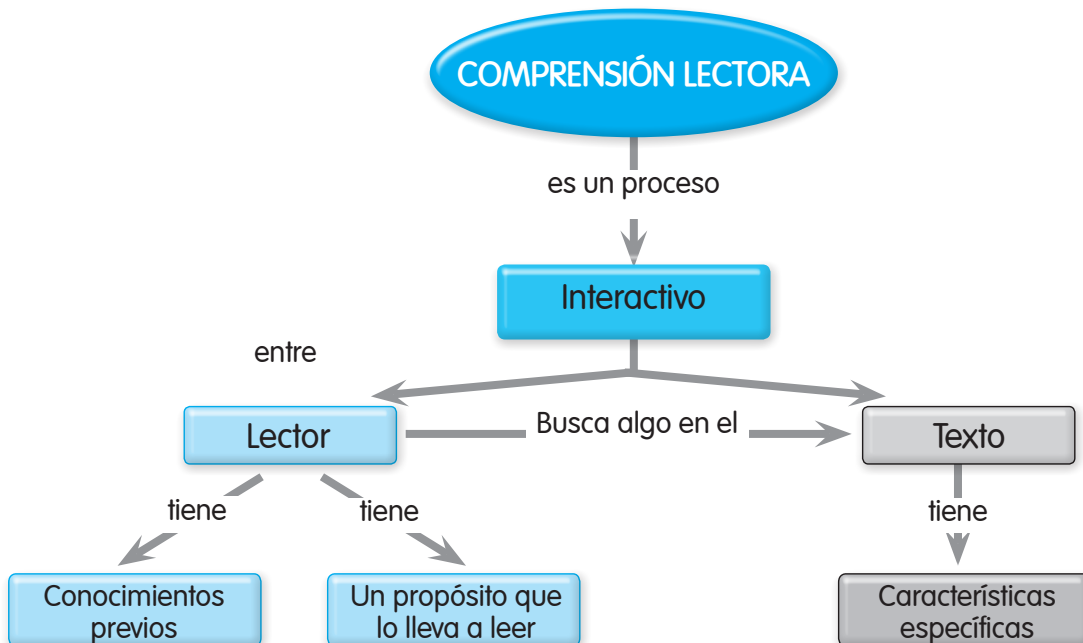 COMPRENSIÓN LECTORA
es un proceso
Interactivo
entre
Lector
Busca algo en el
Texto
tiene
tiene
tiene
Conocimientos
previos
Un propósito que
lo lleva a leer
Características
específicas